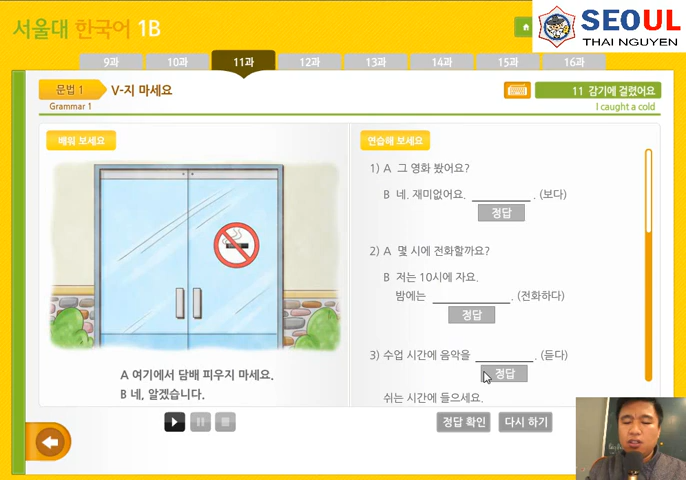 서울대 한국어 1B
SEOUL
THAI NGUYEN
9과 10과 11과 12과 13과 14과 15과 16과
문법 1 V-지 마세요
Grammar 1
11 감기에 걸렸어요
I caught a cold
배워 보세요
연습해 보세요
A 여기에서 담배 피우지 마세요.
B 네, 알겠습니다.
1) A 그 영화 봤어요?
B 네. 재미없어요. __________ . (보다)
정답
2) A 몇 시에 전화할까요?
B 저는 10시에 자요.
밤에는 __________ . (전화하다)
정답
3) 수업 시간에 음악을 __________ . (듣다)
정답
쉬는 시간에 들으세요.
정답 확인 다시 하기